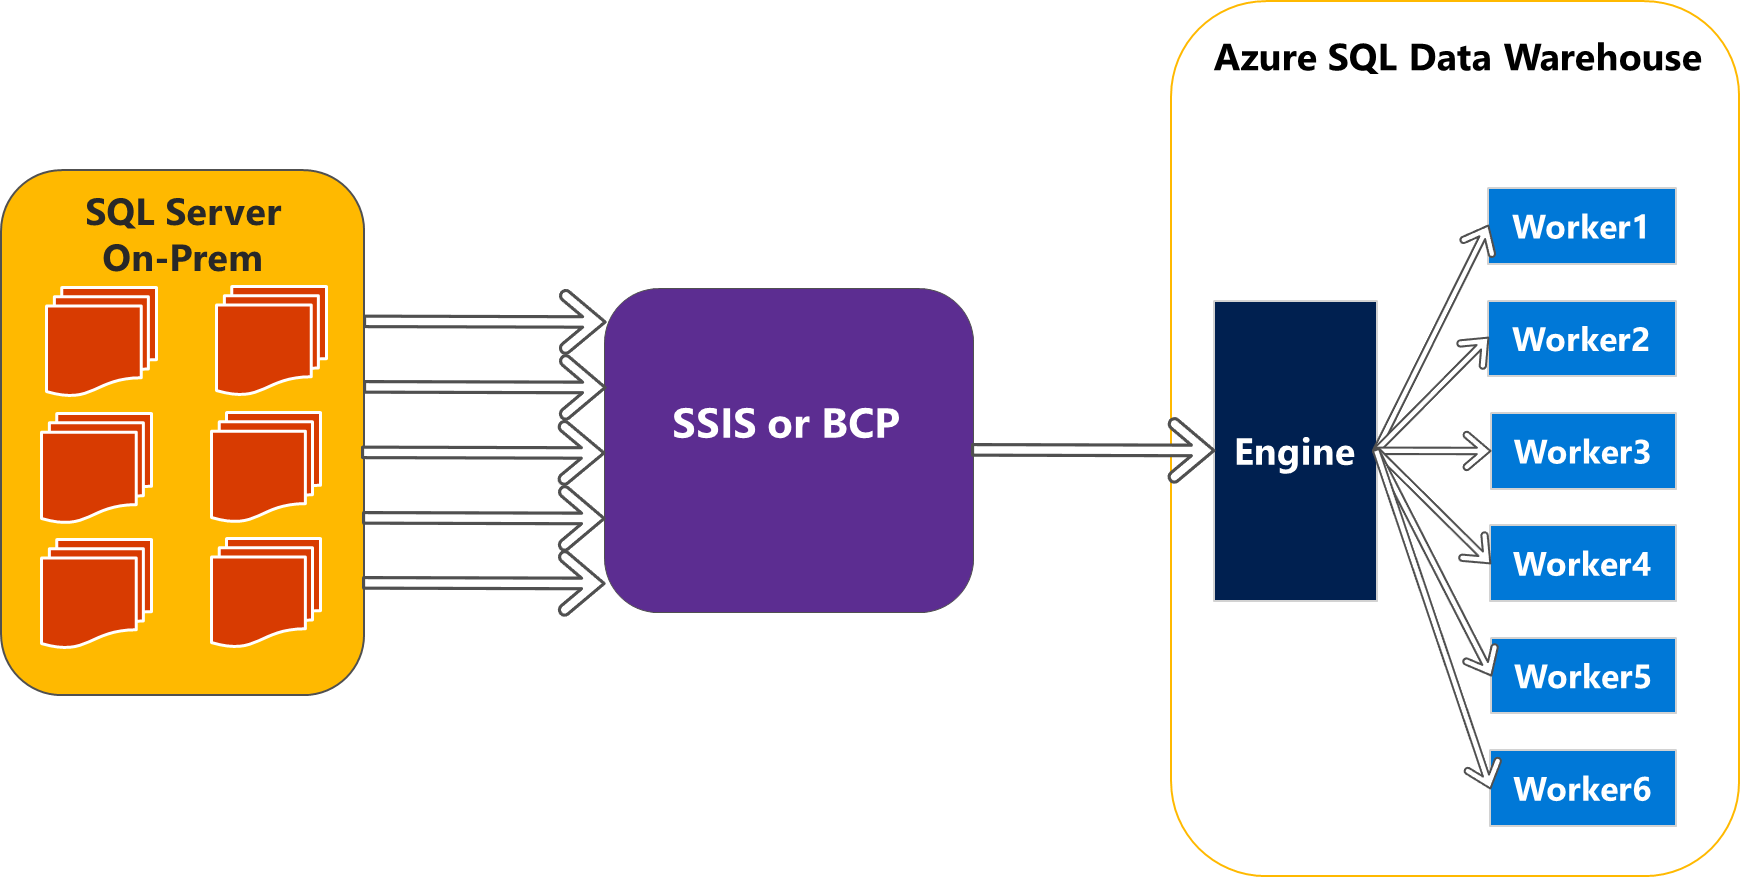 Azure SQL Data Warehouse
SQL Server
On-Prem
SSIS or BCP
Engine
Worker1
Worker2
Worker3
Worker4
Worker5
Worker6